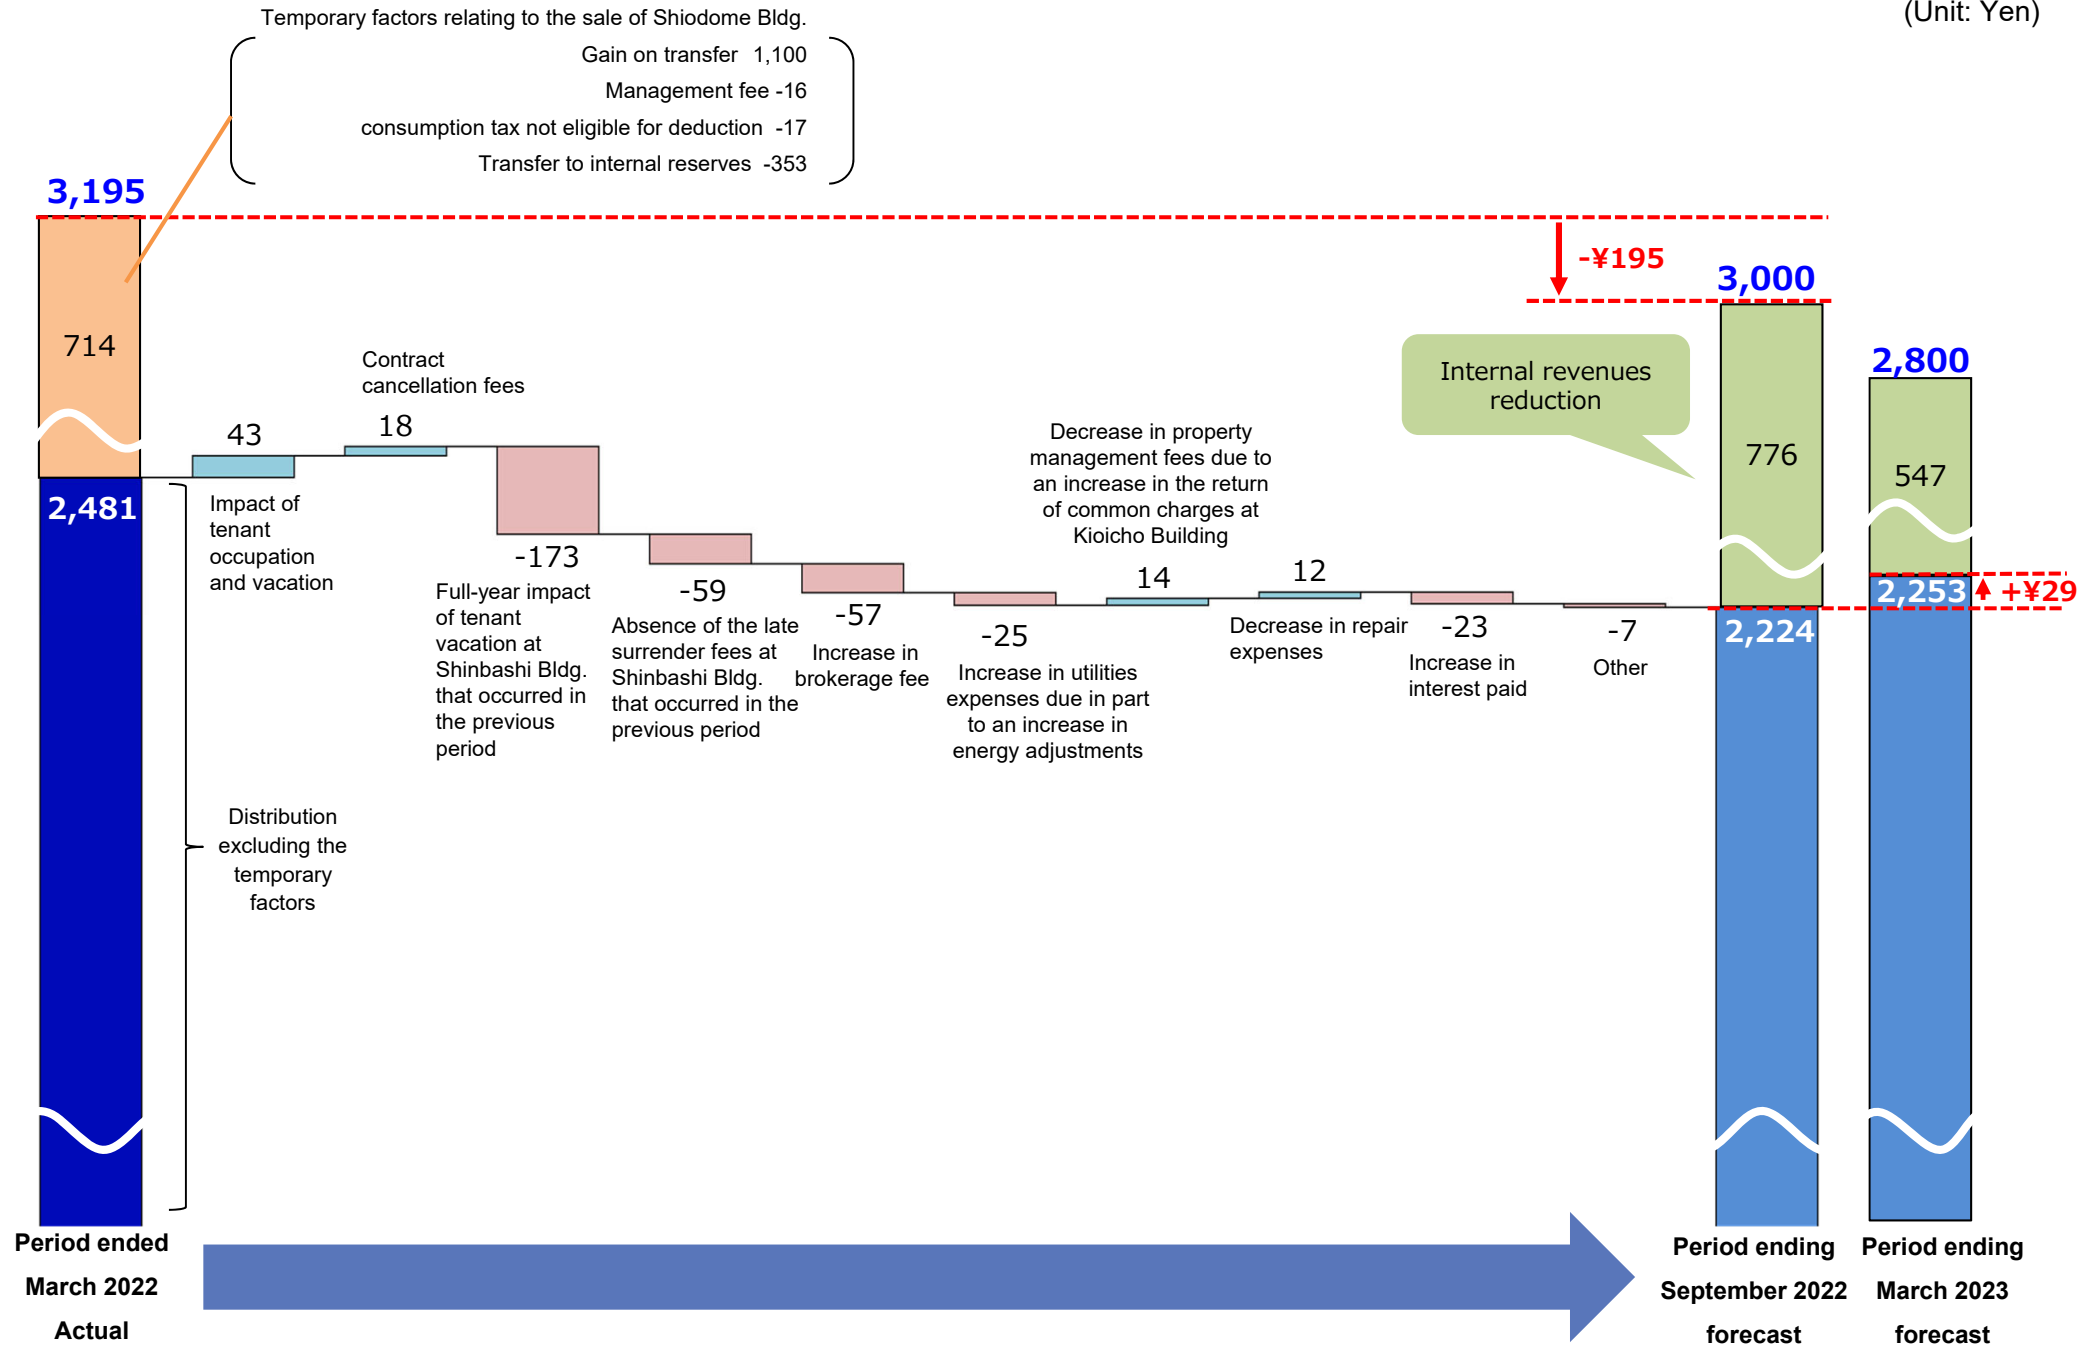 (Unit: Yen)
Temporary factors relating to the sale of Shiodome Bldg.
Gain on transfer 1,100
Management fee -16
consumption tax not eligible for deduction -17
Transfer to internal reserves -353
3,195
714
2,481
43
Impact of
tenant
occupation
and vacation
Contract
cancellation fees
18
-173
Full-year impact
of tenant
vacation at
Shinbashi Bldg.
that occurred in
the previous
period
-59
Absence of the late
surrender fees at
Shinbashi Bldg.
that occurred in the
previous period
-57
Increase in
brokerage fee
-25
Increase in utilities
expenses due in part
to an increase in
energy adjustments
Decrease in property
management fees due to
an increase in the return
of common charges at
Kioicho Building
14
12
Decrease in repair
expenses
-23
Increase in
interest paid
-7
Other
-¥195
Internal revenues
reduction
3,000
776
2,224
2,800
547
2,253
+¥29
Distribution
excluding the
temporary
factors
Period ended
March 2022
Actual
Period ending
September 2022
forecast
Period ending
March 2023
forecast